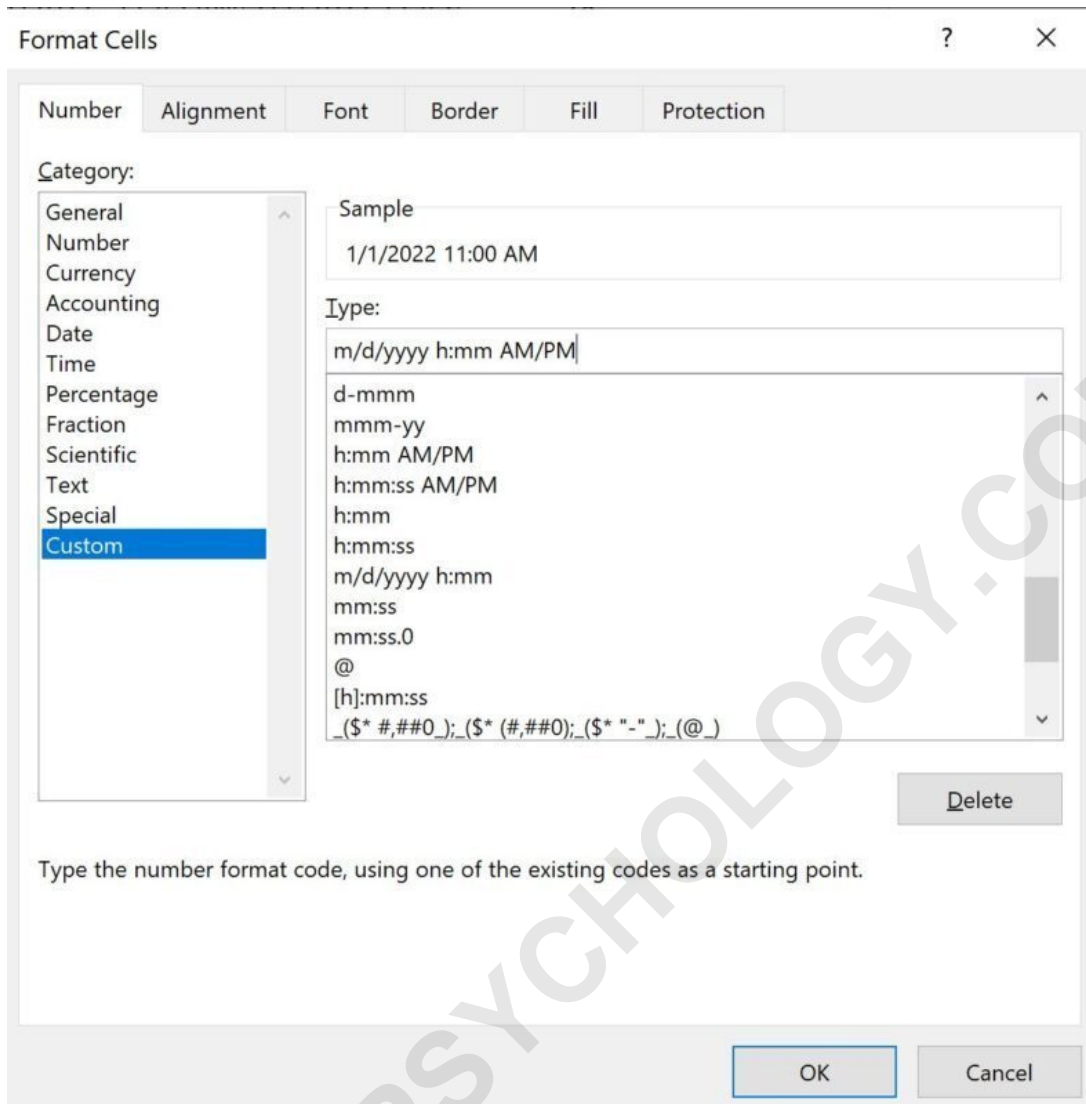 Format Cells
?
Number Alignment Font Border Fill Protection
Category:
General
Number
Currency
Accounting
Date
Time
Percentage
Fraction
Scientific
Text
Special
Custom
Sample
1/1/2022 11:00 AM
Type:
m/d/yyyy h:mm AM/PM
d-mmm
mmm-yy
h:mm AM/PM
h:mm:ss AM/PM
h:mm
h:mm:ss
m/d/yyyy h:mm
mm:ss
mm:ss.0
@
[h]:mm:ss
_($* #,##0_);_($* (#,##0);_($* "-"_);_(@_)
Delete
Type the number format code, using one of the existing codes as a starting point.
OK Cancel
PSYCHOLOGY.CO